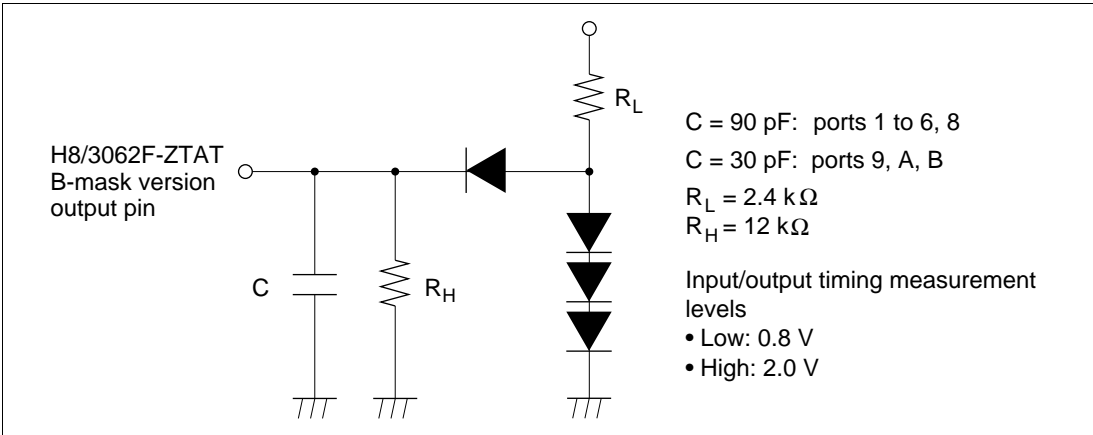 R_L
H8/3062F-ZTAT
B-mask version
output pin
C
R_H
C = 90 pF: ports 1 to 6, 8
C = 30 pF: ports 9, A, B
R_L = 2.4 kΩ
R_H = 12 kΩ
Input/output timing measurement
levels
• Low: 0.8 V
• High: 2.0 V